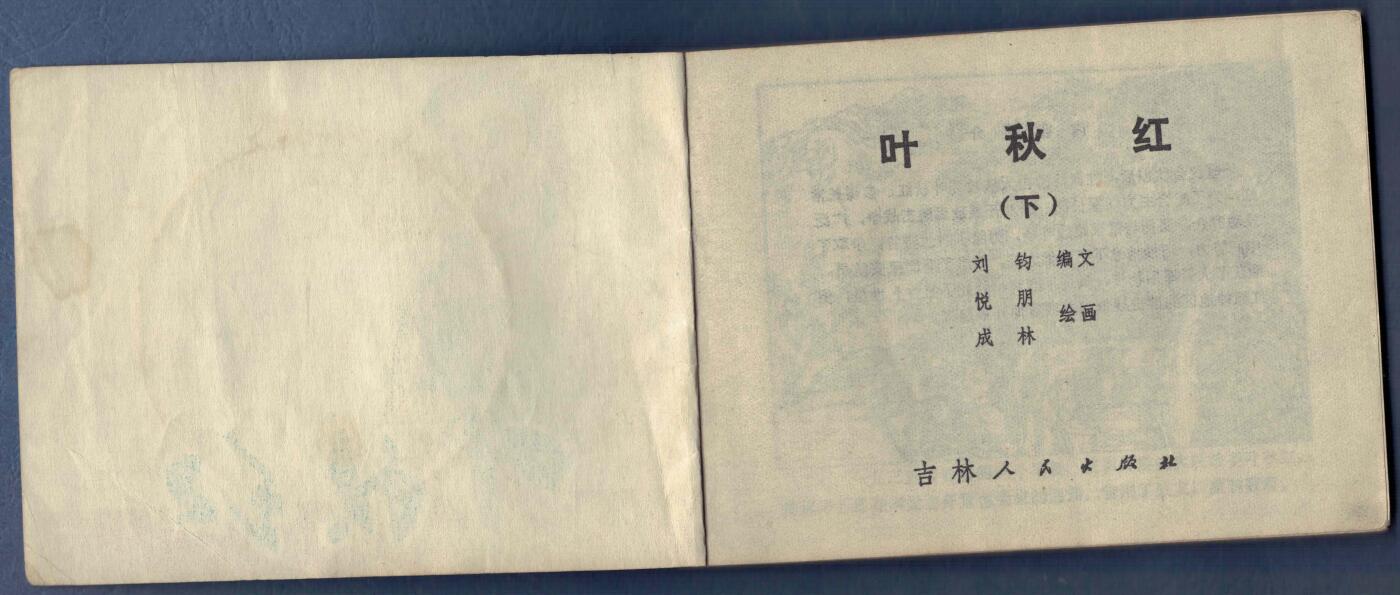 叶秋红
（下）
刘钧 编文
悦朋
成林 绘画
吉林人民出版社